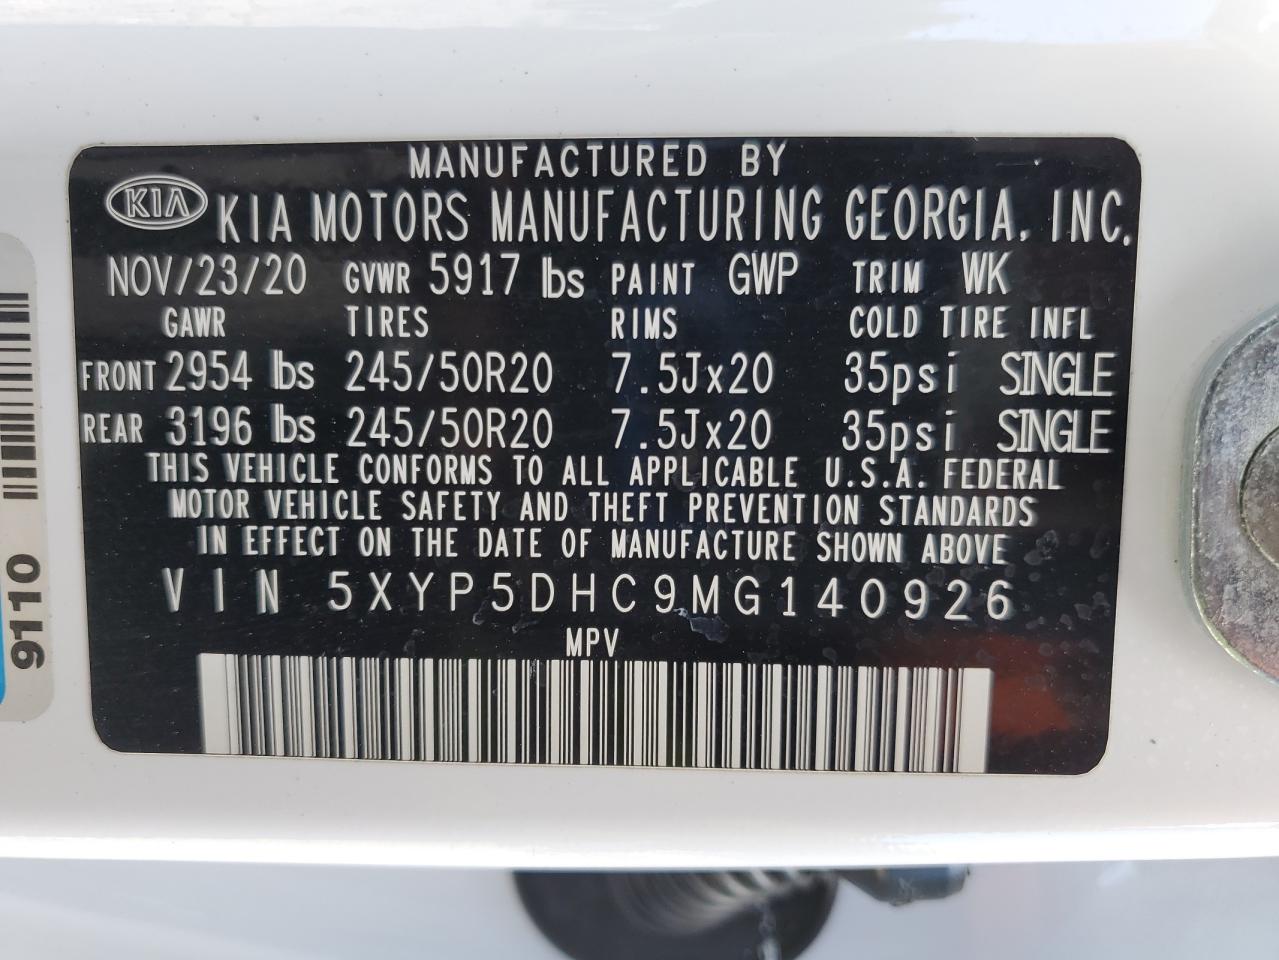 MANUFACTURED BY
KIA KIA MOTORS MANUFACTURING GEORGIA, INC.
NOV/23/20 GVWR 5917 lbs PAINT GWP TRIM WK
GAWR TIRES RIMS COLD TIRE INFL
FRONT 2954 lbs 245/50R20 7.5Jx20 35psi SINGLE
REAR 3196 lbs 245/50R20 7.5Jx20 35psi SINGLE
THIS VEHICLE CONFORMS TO ALL APPLICABLE U.S.A. FEDERAL
MOTOR VEHICLE SAFETY AND THEFT PREVENTION STANDARDS
IN EFFECT ON THE DATE OF MANUFACTURE SHOWN ABOVE
VIN 5XYP5DHC9MG140926
MPV
9110